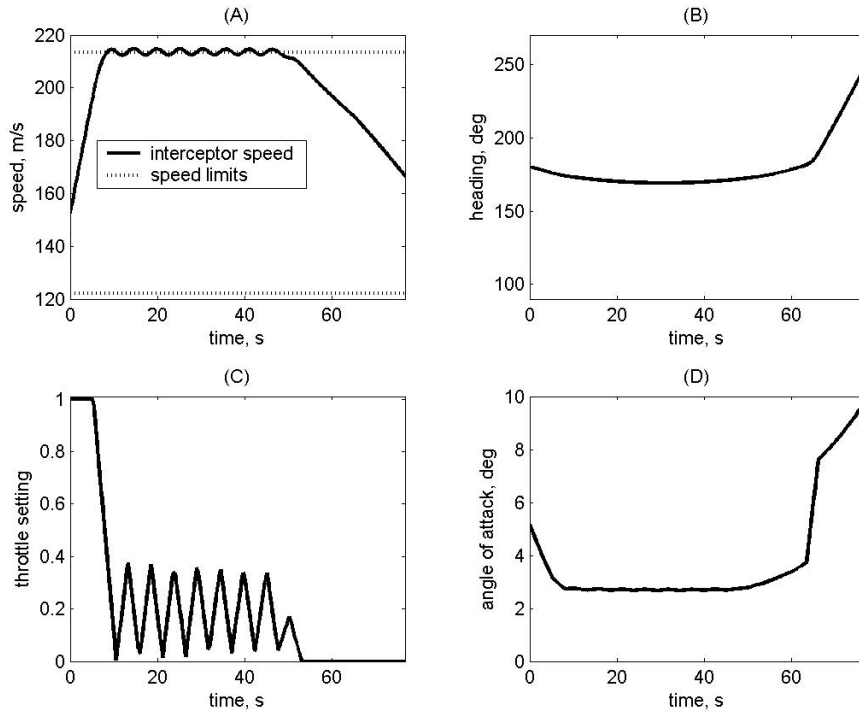 (A)
220
200
180
160
140
120
speed, m/s
interceptor speed
speed limits
0
20
40
60
time, s
(B)
250
200
150
100
heading, deg
0
20
40
60
time, s
(C)
1
0.8
0.6
0.4
0.2
0
throttle setting
0
20
40
60
time, s
(D)
10
8
6
4
2
0
angle of attack, deg
0
20
40
60
time, s